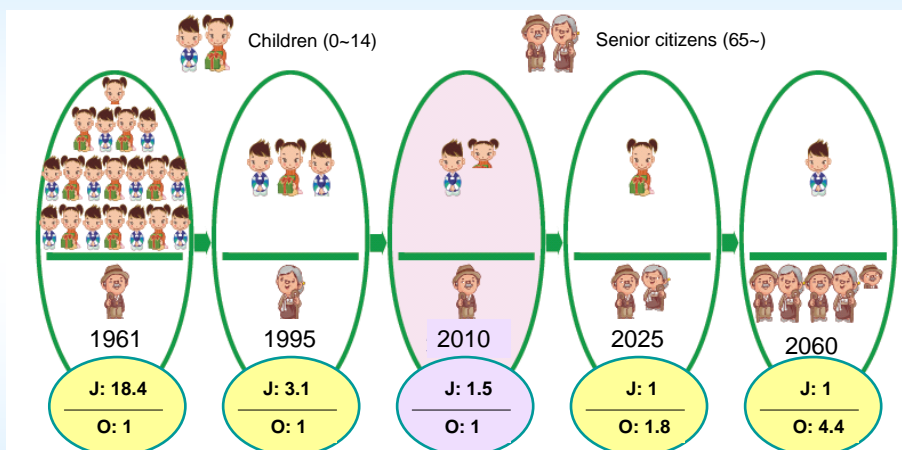 Children (0~14)
Senior citizens (65~)
1961
1995
2010
2025
2060
J: 18.4
O: 1
J: 3.1
O: 1
J: 1.5
O: 1
J: 1
O: 1.8
J: 1
O: 4.4